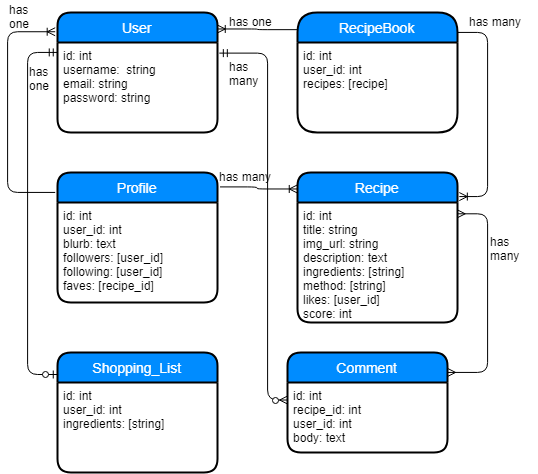 has
one
User
id: int
username: string
email: string
password: string
has one
RecipeBook
id: int
user_id: int
recipes: [recipe]
has many
has
one
has
many
Profile
id: int
user_id: int
blurb: text
followers: [user_id]
following: [user_id]
faves: [recipe_id]
has many
Recipe
id: int
title: string
img_url: string
description: text
ingredients: [string]
method: [string]
likes: [user_id]
score: int
has
many
Shopping_List
id: int
user_id: int
ingredients: [string]
Comment
id: int
recipe_id: int
user_id: int
body: text